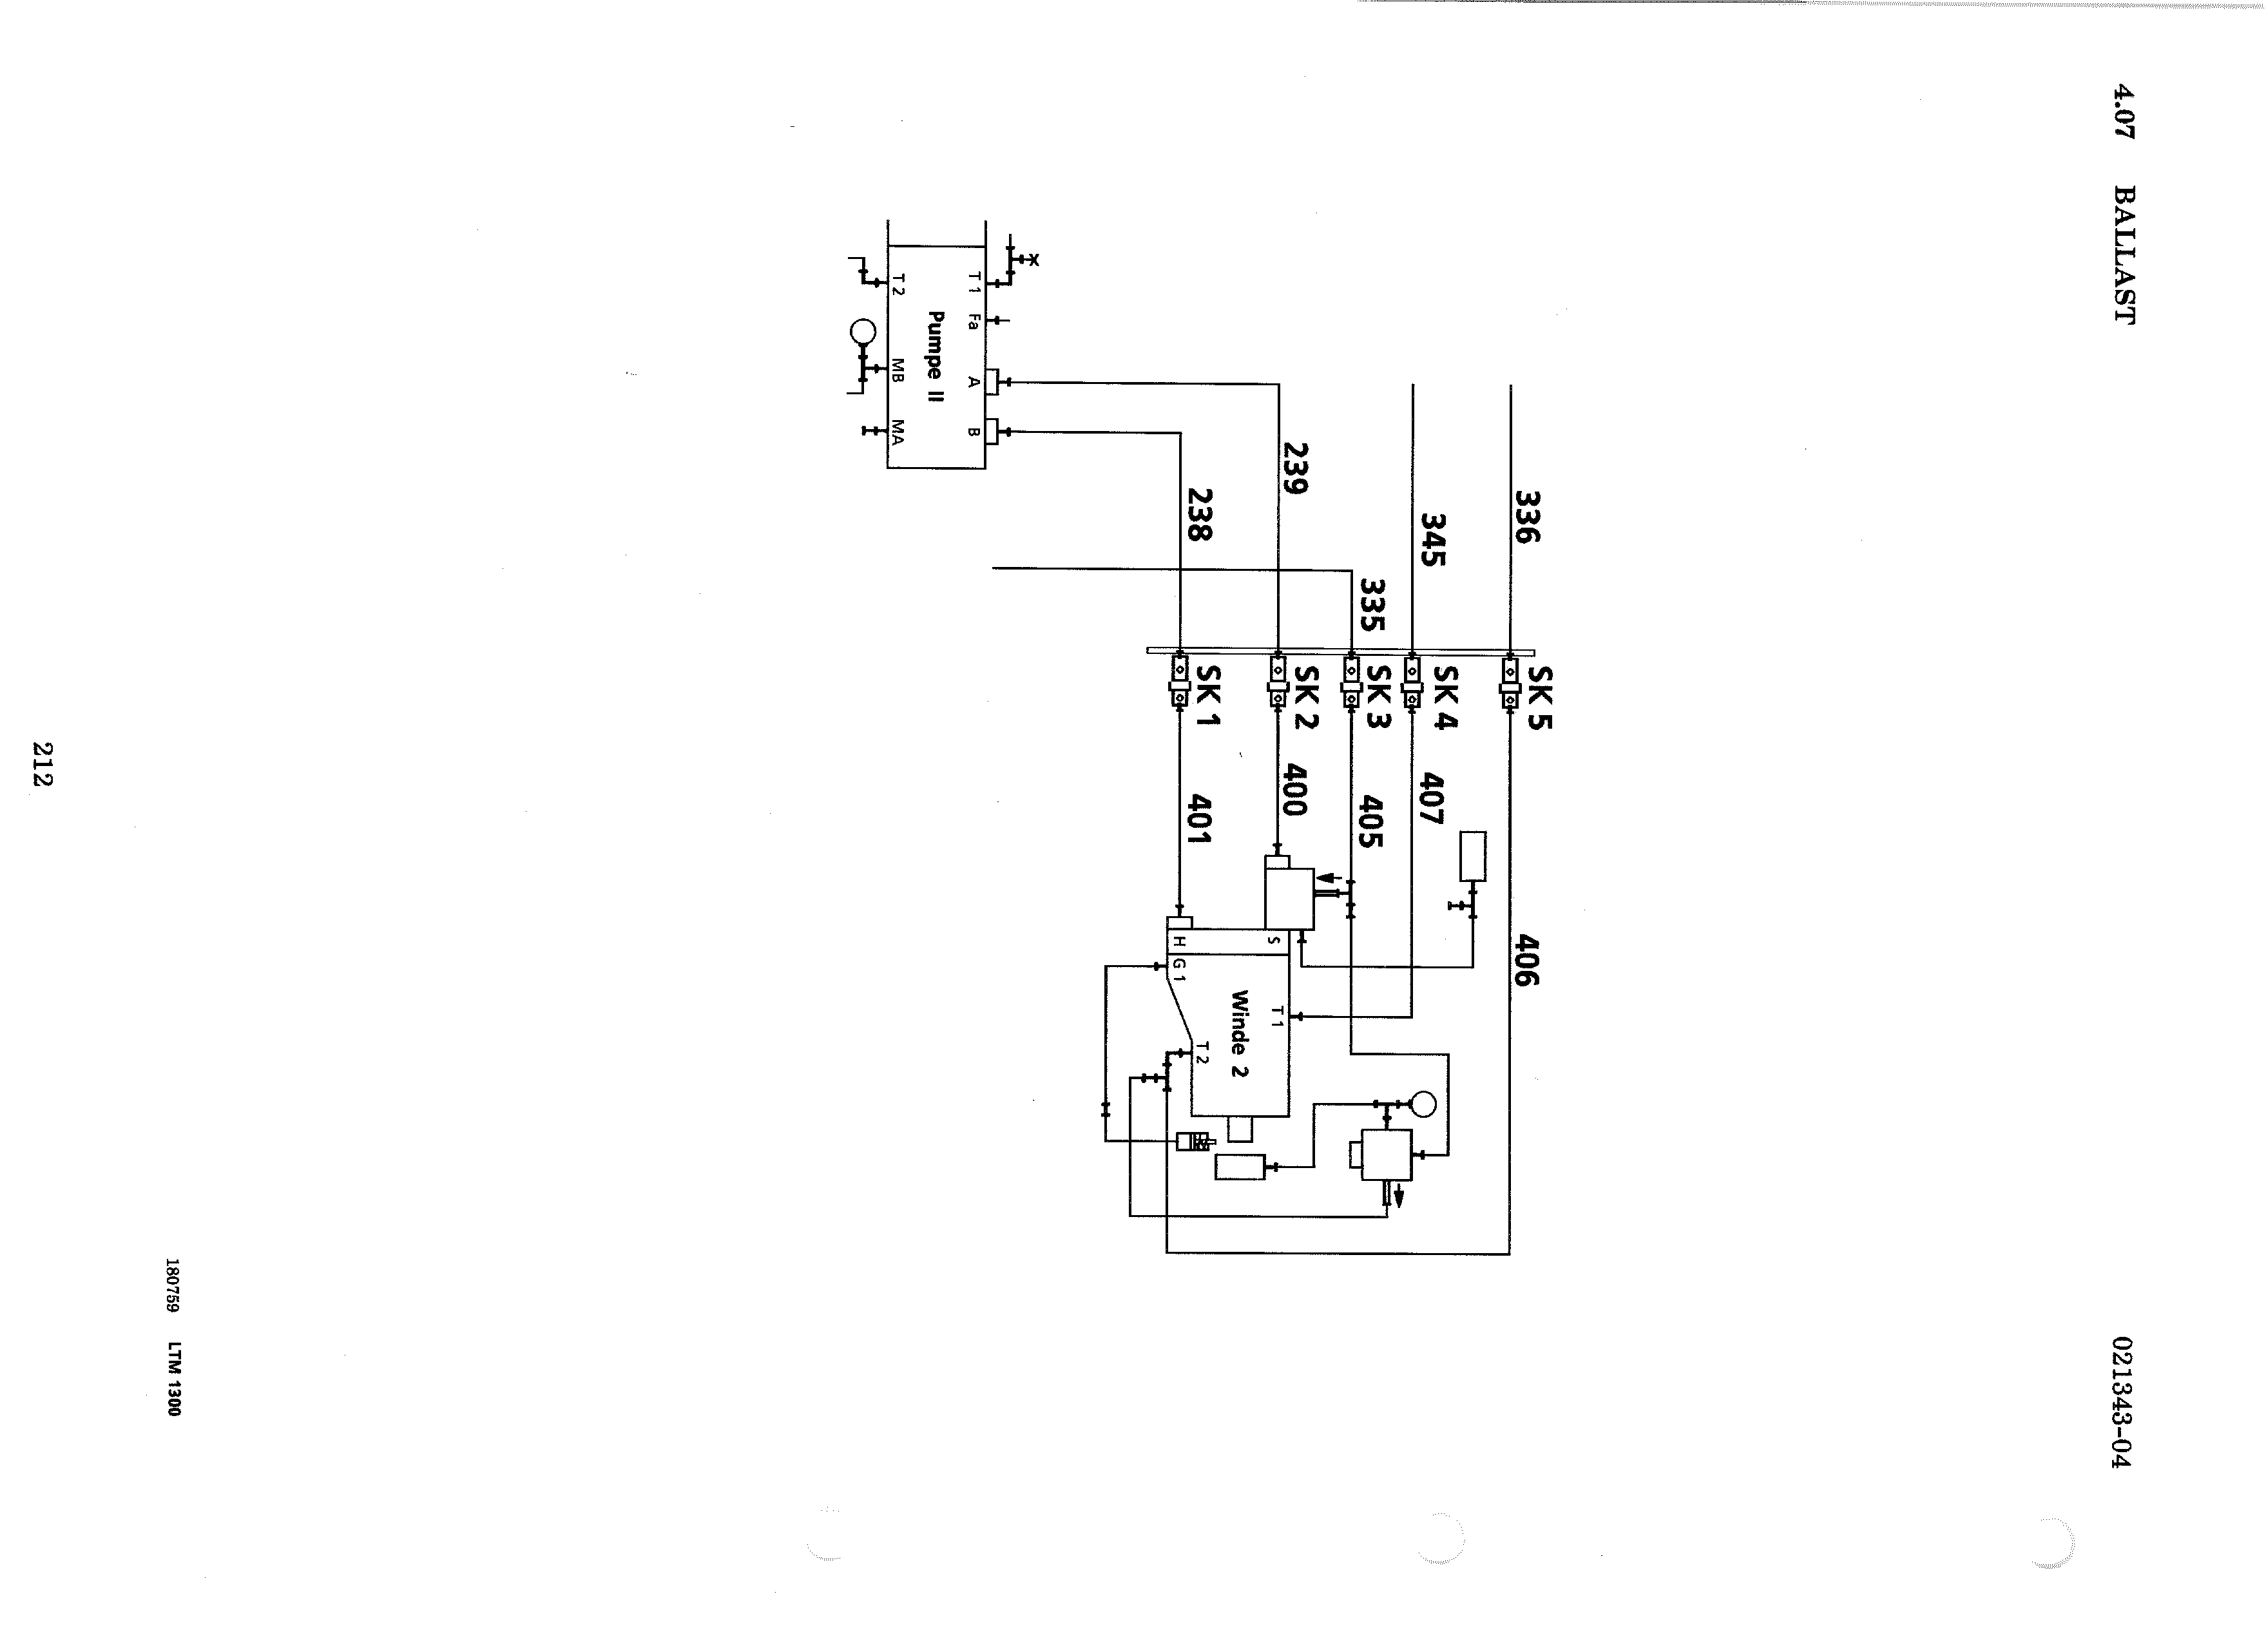 4.07 BALLAST
021343-04
336
345
239
238
335
SK 5
SK 4
SK 3
SK 2
SK 1
407
400
405
401
406
T 1
Fa
A
B
Pumpe II
T 2
MB
MA
S
H
G 1
T 1
Winde 2
T 2
180759 LTM 1300
212